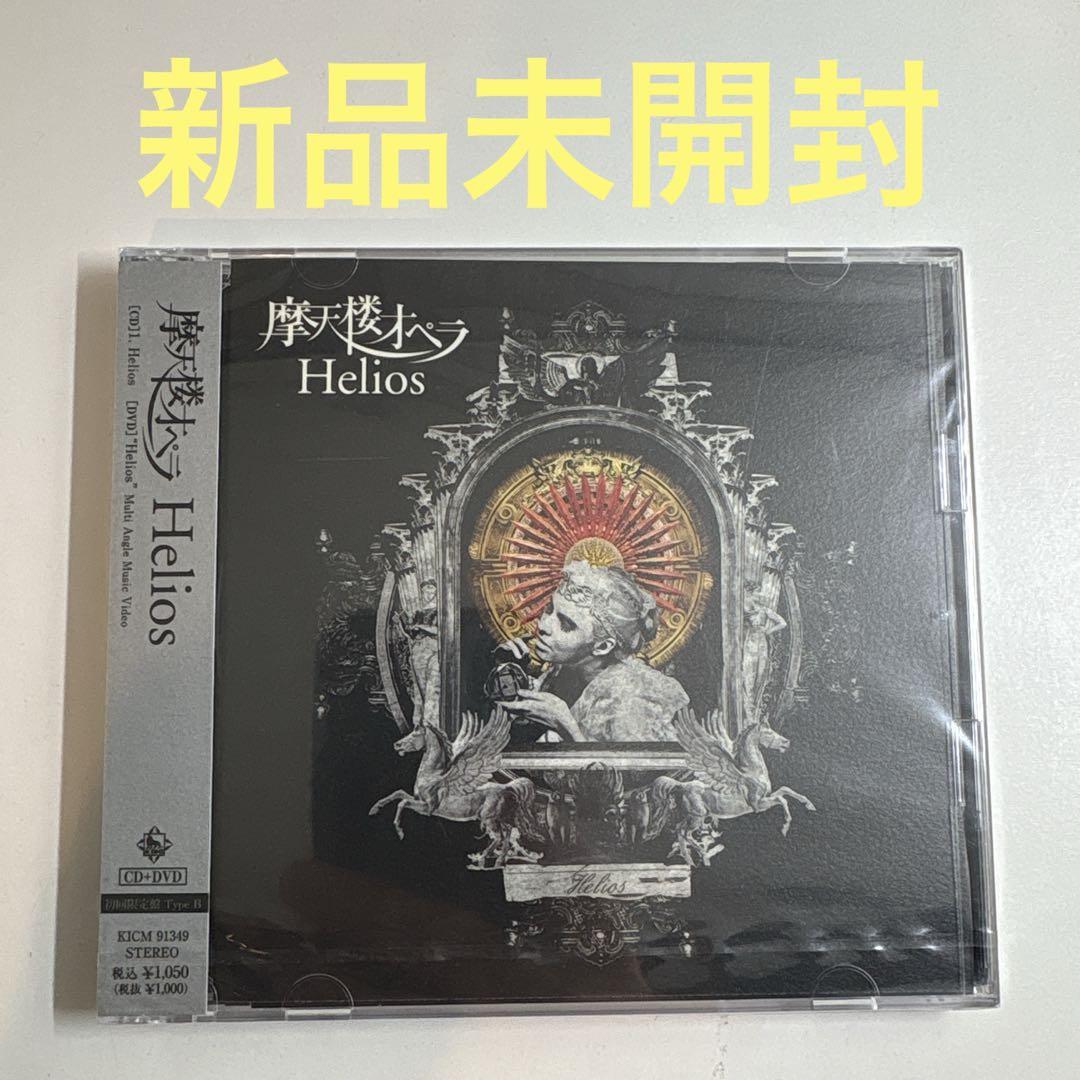 新品未開封
摩天楼オペラ
Helios
摩天楼オペラ Helios
[CD]1. Helios [DVD]"Helios" Multi Angle Music Video
CD+DVD
初回限定盤 Type B
KICM 91349
STEREO
税込 ¥1,050
(税抜 ¥1,000)
Helios